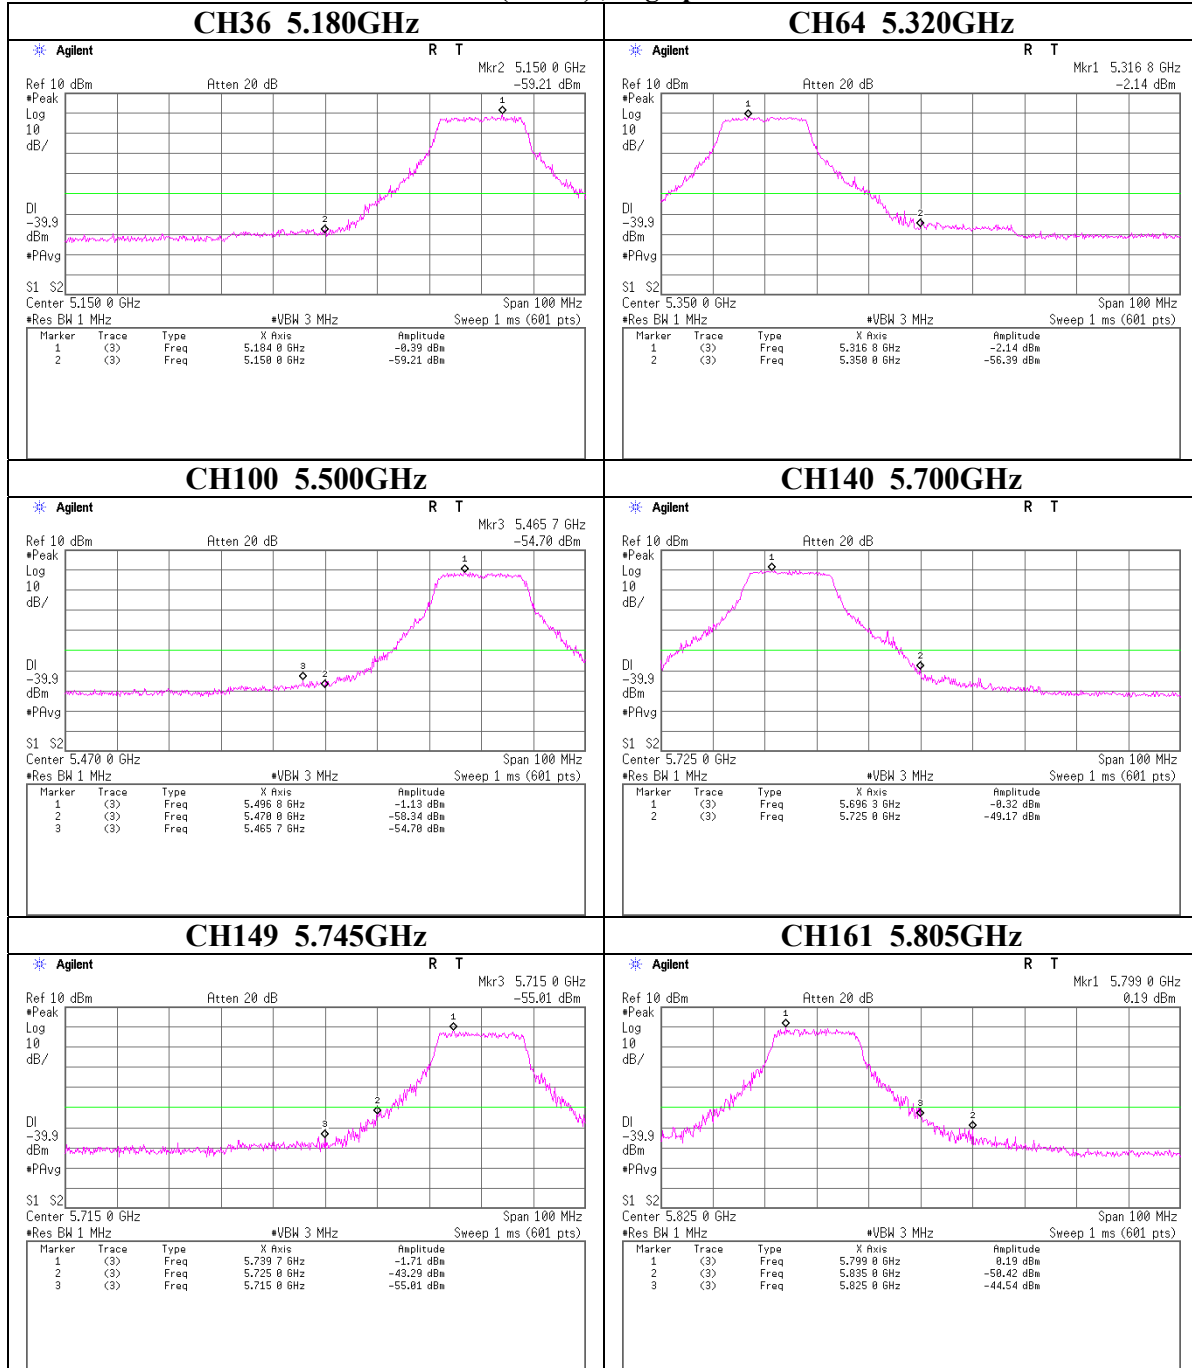 CH36 5.180GHz
Agilent R T
Mkr2 5.150 0 GHz
Ref 10 dBm Atten 20 dB -59.21 dBm
#Peak
1
Log
10
dB/
DI
-39.9
dBm
2
#PAvg
S1 S2
Center 5.150 0 GHz Span 100 MHz
#Res BW 1 MHz #VBW 3 MHz Sweep 1 ms (601 pts)
Marker Trace Type X Axis Amplitude
1 (3) Freq 5.184 0 GHz -0.39 dBm
2 (3) Freq 5.150 0 GHz -59.21 dBm
CH64 5.320GHz
Agilent R T
Mkr1 5.316 8 GHz
Ref 10 dBm Atten 20 dB -2.14 dBm
#Peak
1
Log
10
dB/
DI
-39.9
dBm
2
#PAvg
S1 S2
Center 5.350 0 GHz Span 100 MHz
#Res BW 1 MHz #VBW 3 MHz Sweep 1 ms (601 pts)
Marker Trace Type X Axis Amplitude
1 (3) Freq 5.316 8 GHz -2.14 dBm
2 (3) Freq 5.350 0 GHz -56.39 dBm
CH100 5.500GHz
Agilent R T
Mkr3 5.465 7 GHz
Ref 10 dBm Atten 20 dB -54.70 dBm
#Peak
1
Log
10
dB/
DI
-39.9
dBm
3
2
#PAvg
S1 S2
Center 5.470 0 GHz Span 100 MHz
#Res BW 1 MHz #VBW 3 MHz Sweep 1 ms (601 pts)
Marker Trace Type X Axis Amplitude
1 (3) Freq 5.496 8 GHz -1.13 dBm
2 (3) Freq 5.470 0 GHz -58.34 dBm
3 (3) Freq 5.465 7 GHz -54.70 dBm
CH140 5.700GHz
Agilent R T
Ref 10 dBm Atten 20 dB
#Peak
1
Log
10
dB/
DI
-39.9
dBm
2
#PAvg
S1 S2
Center 5.725 0 GHz Span 100 MHz
#Res BW 1 MHz #VBW 3 MHz Sweep 1 ms (601 pts)
Marker Trace Type X Axis Amplitude
1 (3) Freq 5.696 3 GHz -0.32 dBm
2 (3) Freq 5.725 0 GHz -49.17 dBm
CH149 5.745GHz
Agilent R T
Mkr3 5.715 0 GHz
Ref 10 dBm Atten 20 dB -55.01 dBm
#Peak
1
Log
10
dB/
2
DI
-39.9
dBm
3
#PAvg
S1 S2
Center 5.715 0 GHz Span 100 MHz
#Res BW 1 MHz #VBW 3 MHz Sweep 1 ms (601 pts)
Marker Trace Type X Axis Amplitude
1 (3) Freq 5.739 7 GHz -1.71 dBm
2 (3) Freq 5.725 0 GHz -43.29 dBm
3 (3) Freq 5.715 0 GHz -55.01 dBm
CH161 5.805GHz
Agilent R T
Mkr1 5.799 0 GHz
Ref 10 dBm Atten 20 dB 0.19 dBm
#Peak
1
Log
10
dB/
3
2
DI
-39.9
dBm
#PAvg
S1 S2
Center 5.825 0 GHz Span 100 MHz
#Res BW 1 MHz #VBW 3 MHz Sweep 1 ms (601 pts)
Marker Trace Type X Axis Amplitude
1 (3) Freq 5.799 0 GHz 0.19 dBm
2 (3) Freq 5.835 0 GHz -50.42 dBm
3 (3) Freq 5.825 0 GHz -44.54 dBm